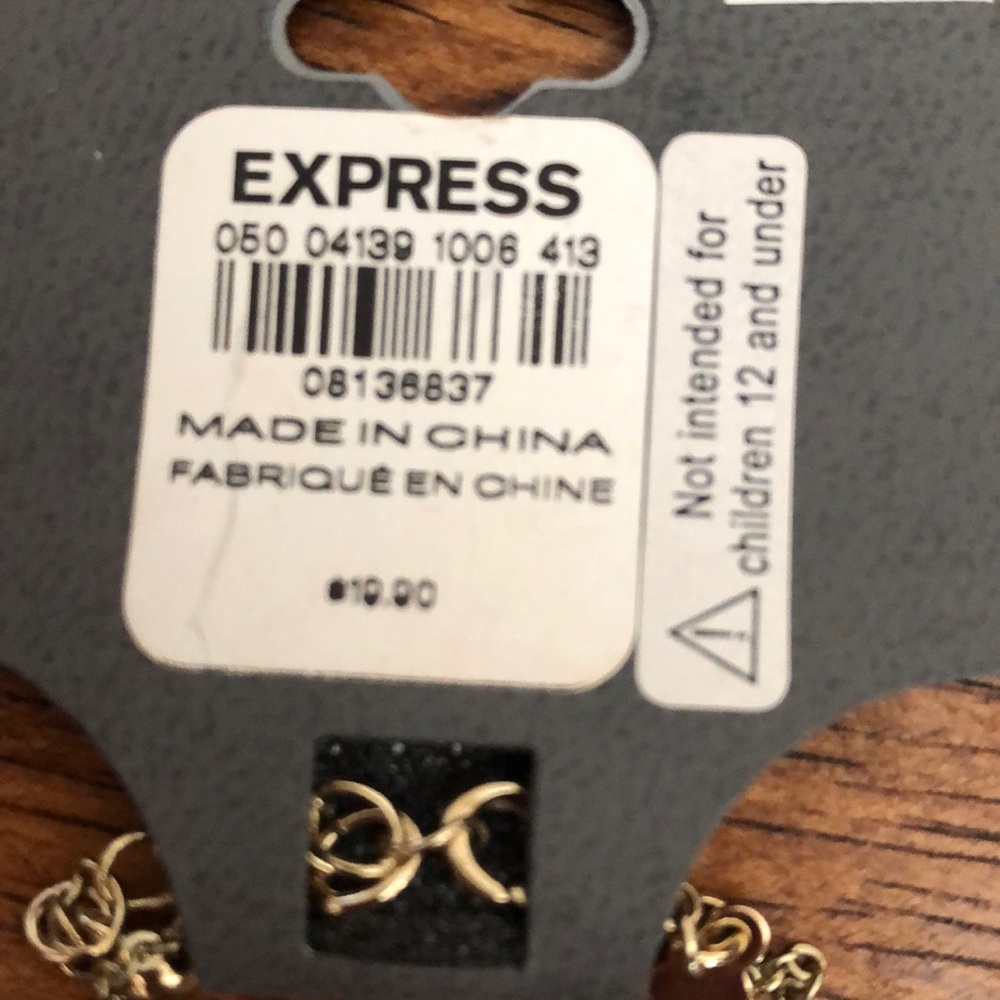 EXPRESS
050 04139 1006 413
08136837
MADE IN CHINA
FABRIQUÉ EN CHINE
$19.90
Not intended for
children 12 and under